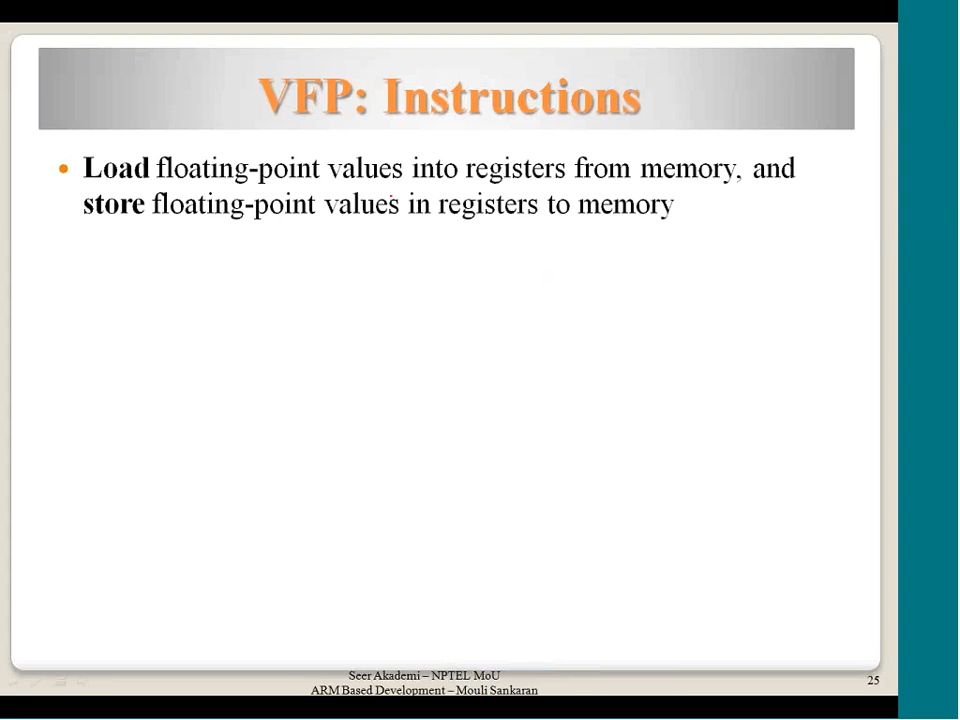 VFP: Instructions
• Load floating-point values into registers from memory, and
store floating-point values in registers to memory
Seer Akademi – NPTEL MoU
ARM Based Development – Mouli Sankaran
25